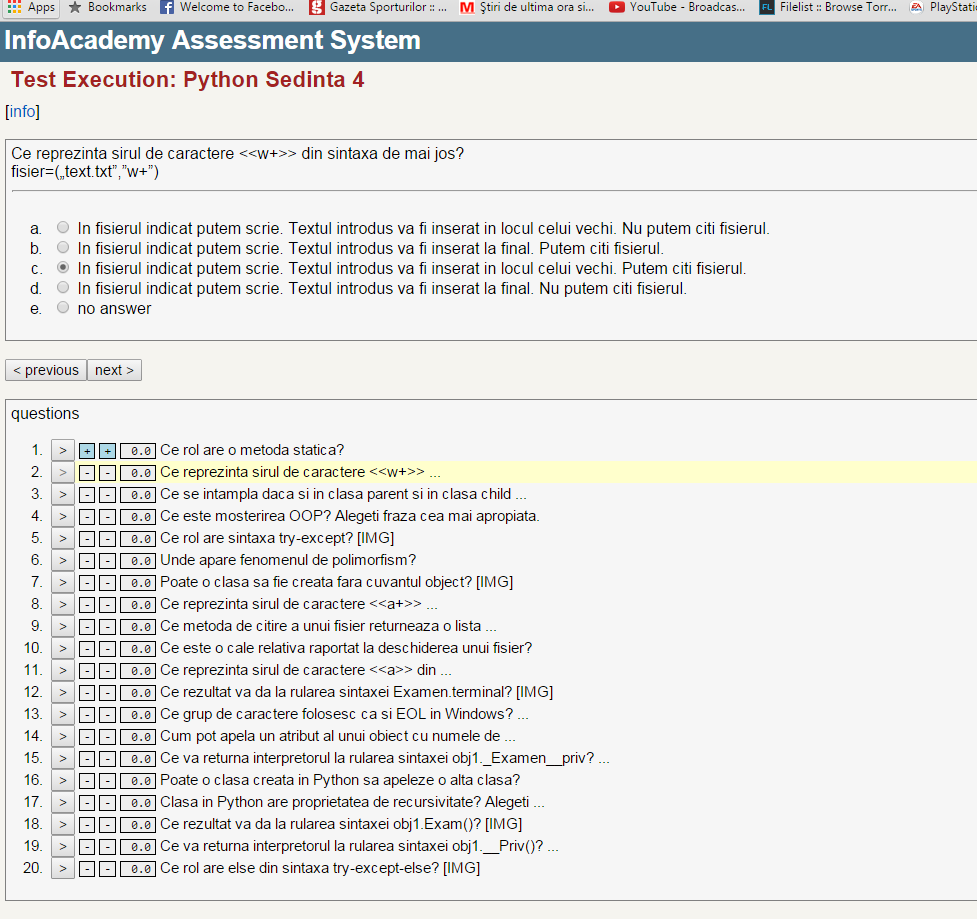 Apps Bookmarks Welcome to Facebo... Gazeta Sporturilor :: ... Știri de ultima ora si... YouTube - Broadcas... FL Filelist :: Browse Torr... EA PlayStati
InfoAcademy Assessment System
Test Execution: Python Sedinta 4
[info]
Ce reprezinta sirul de caractere <<w+>> din sintaxa de mai jos?
fisier=(„text.txt”,”w+”)
a. In fisierul indicat putem scrie. Textul introdus va fi inserat in locul celui vechi. Nu putem citi fisierul.
b. In fisierul indicat putem scrie. Textul introdus va fi inserat la final. Putem citi fisierul.
c. In fisierul indicat putem scrie. Textul introdus va fi inserat in locul celui vechi. Putem citi fisierul.
d. In fisierul indicat putem scrie. Textul introdus va fi inserat la final. Nu putem citi fisierul.
e. no answer
< previous next >
questions
1. > + + 0.0 Ce rol are o metoda statica?
2. > - - 0.0 Ce reprezinta sirul de caractere <<w+>> ...
3. > - - 0.0 Ce se intampla daca si in clasa parent si in clasa child ...
4. > - - 0.0 Ce este mosterirea OOP? Alegeti fraza cea mai apropiata.
5. > - - 0.0 Ce rol are sintaxa try-except? [IMG]
6. > - - 0.0 Unde apare fenomenul de polimorfism?
7. > - - 0.0 Poate o clasa sa fie creata fara cuvantul object? [IMG]
8. > - - 0.0 Ce reprezinta sirul de caractere <<a+>> ...
9. > - - 0.0 Ce metoda de citire a unui fisier returneaza o lista ...
10. > - - 0.0 Ce este o cale relativa raportat la deschiderea unui fisier?
11. > - - 0.0 Ce reprezinta sirul de caractere <<a>> din ...
12. > - - 0.0 Ce rezultat va da la rularea sintaxei Examen.terminal? [IMG]
13. > - - 0.0 Ce grup de caractere folosesc ca si EOL in Windows? ...
14. > - - 0.0 Cum pot apela un atribut al unui obiect cu numele de ...
15. > - - 0.0 Ce va returna interpretorul la rularea sintaxei obj1._Examen__priv? ...
16. > - - 0.0 Poate o clasa creata in Python sa apeleze o alta clasa?
17. > - - 0.0 Clasa in Python are proprietatea de recursivitate? Alegeti ...
18. > - - 0.0 Ce rezultat va da la rularea sintaxei obj1.Exam()? [IMG]
19. > - - 0.0 Ce va returna interpretorul la rularea sintaxei obj1.__Priv()? ...
20. > - - 0.0 Ce rol are else din sintaxa try-except-else? [IMG]